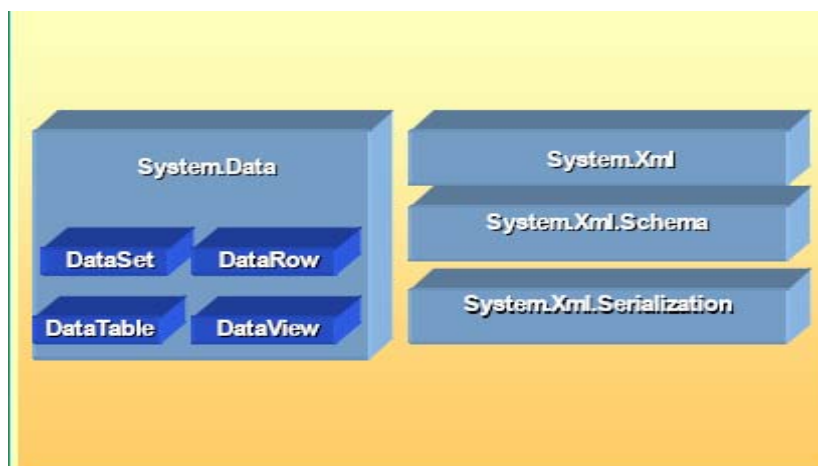 System.Data
DataSet
DataRow
DataTable
DataView
System.Xml
System.Xml.Schema
System.Xml.Serialization